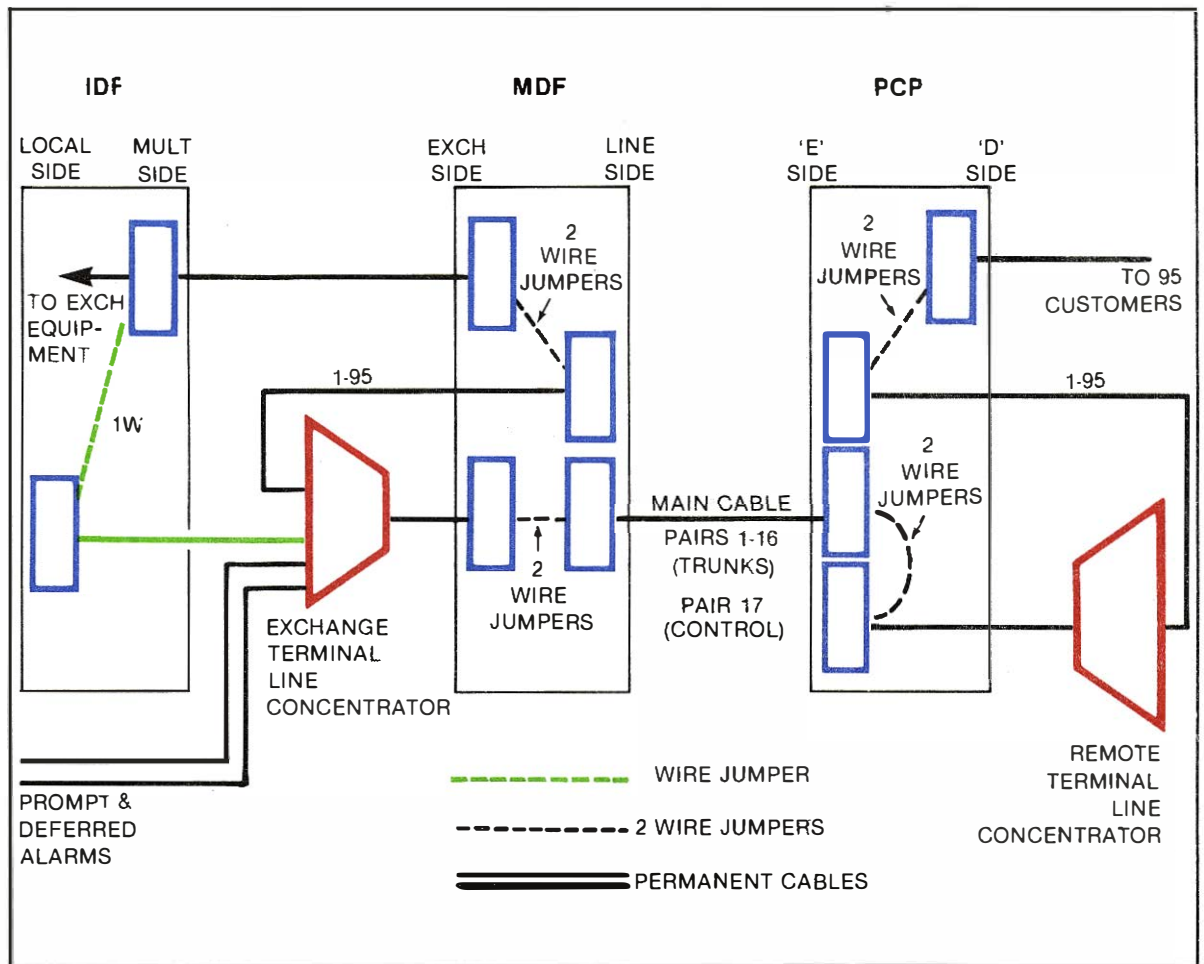 IDF
MDF
PCP
LOCAL
SIDE
MULT
SIDE
EXCH
SIDE
LINE
SIDE
'E'
SIDE
'D'
SIDE
2
WIRE
JUMPERS
2
WIRE
JUMPERS
TO EXCH
EQUIP-
MENT
TO 95
CUSTOMERS
1-95
1-95
1W
2
WIRE
JUMPERS
MAIN CABLE
PAIRS 1-16
(TRUNKS)
PAIR 17
(CONTROL)
2
WIRE
JUMPERS
EXCHANGE
TERMINAL
LINE
CONCENTRATOR
REMOTE
TERMINAL
LINE
CONCENTRATOR
PROMPT &
DEFERRED
ALARMS
WIRE JUMPER
2 WIRE JUMPERS
PERMANENT CABLES